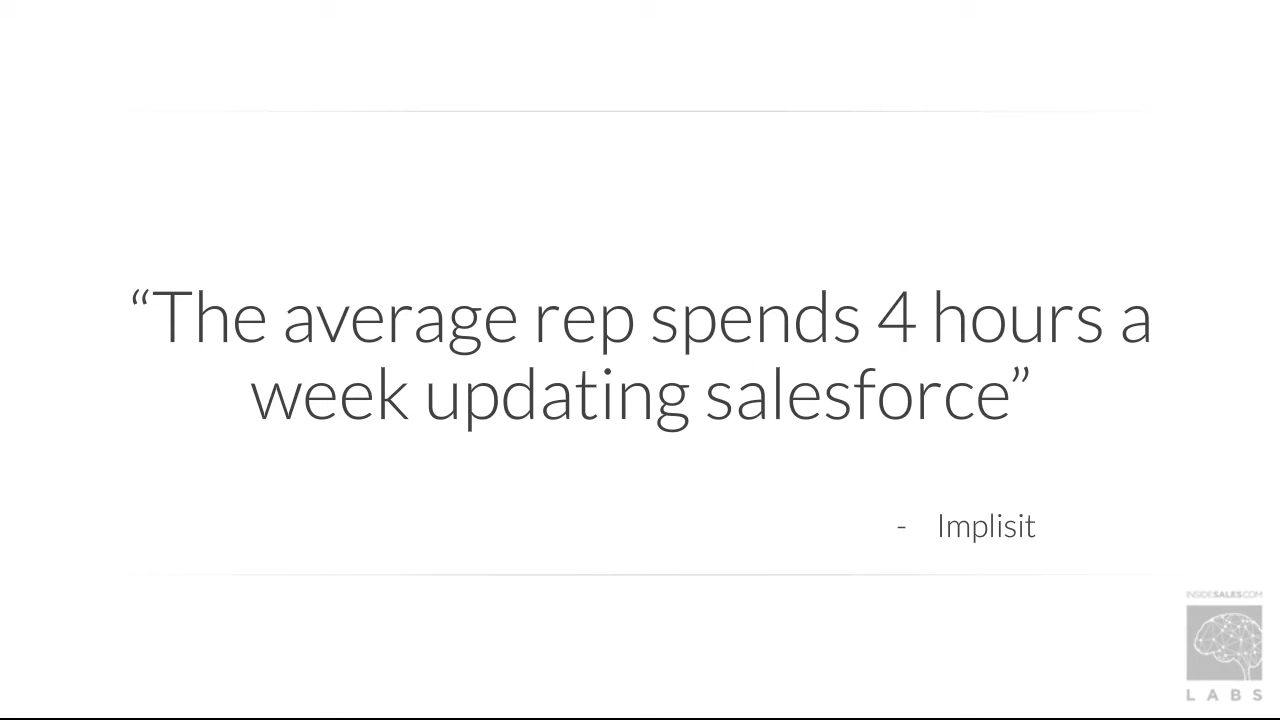 “The average rep spends 4 hours a
week updating salesforce”
- Implisit
INSIDESALES.COM
LABS